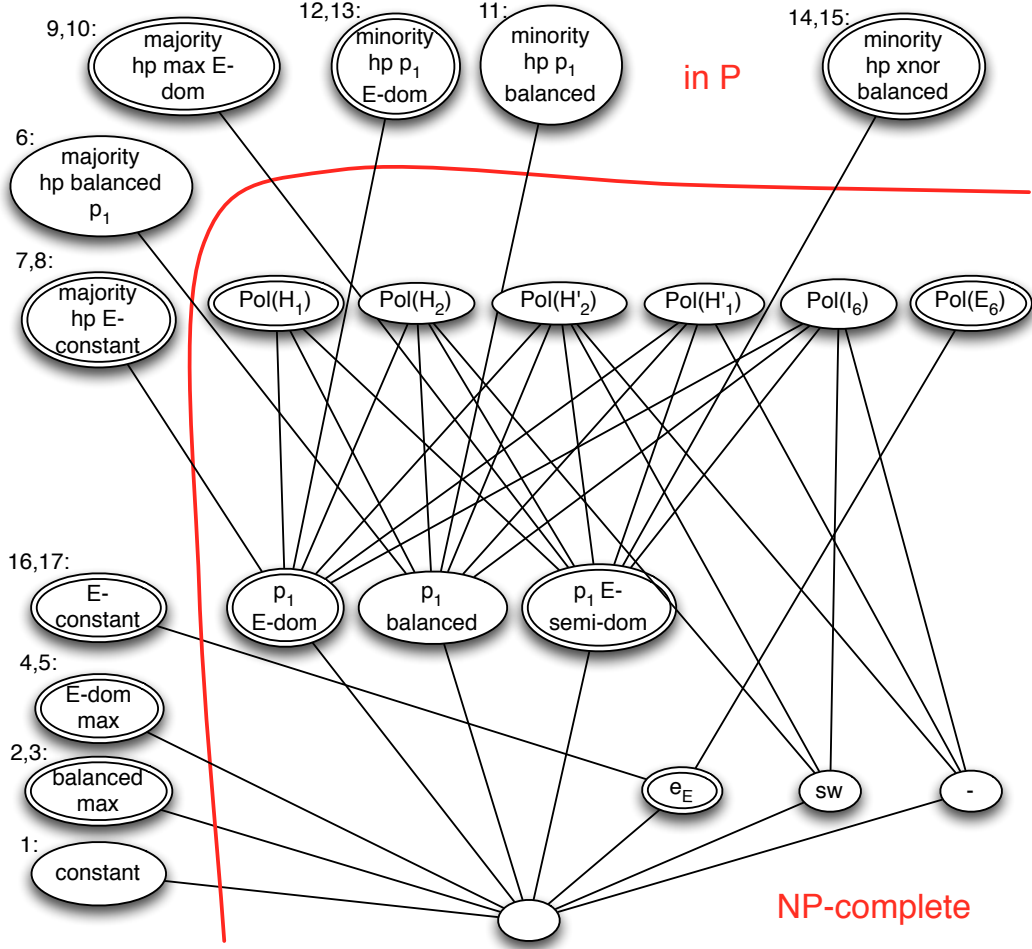 9,10:
majority
hp max E-
dom
12,13:
minority
hp p1
E-dom
11:
minority
hp p1
balanced
in P
14,15:
minority
hp xnor
balanced
6:
majority
hp balanced
p1
7,8:
majority
hp E-
constant
Pol(H1)
Pol(H2)
Pol(H'2)
Pol(H'1)
Pol(I6)
Pol(E6)
16,17:
E-
constant
p1
E-dom
p1
balanced
p1 E-
semi-dom
4,5:
E-dom
max
2,3:
balanced
max
eE
sw
-
1:
constant
NP-complete